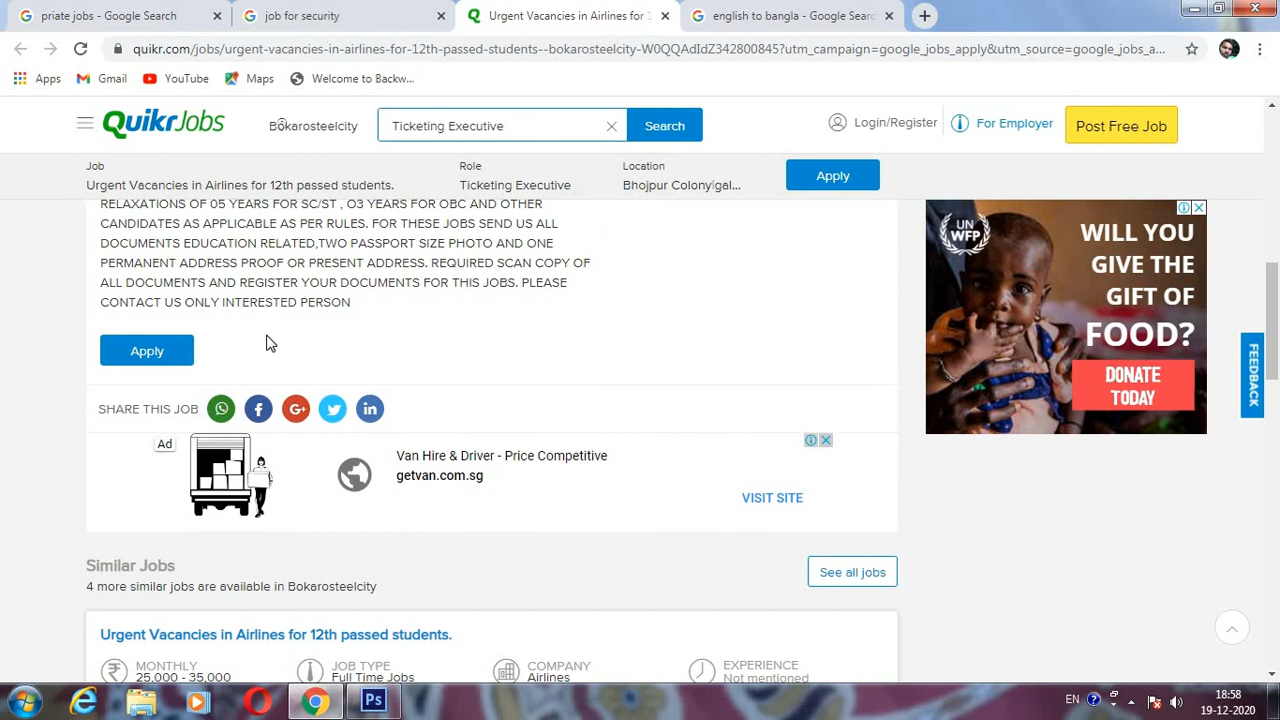 priate jobs - Google Search
job for security
Urgent Vacancies in Airlines for 1
english to bangla - Google Searc
quikr.com/jobs/urgent-vacancies-in-airlines-for-12th-passed-students--bokarosteelcity-W0QQAdIdZ342800845?utm_campaign=google_jobs_apply&utm_source=google_jobs_a...
Apps
Gmail
YouTube
Maps
Welcome to Backw...
QuikrJobs
Bokarosteelcity
Ticketing Executive
Search
Login/Register
For Employer
Post Free Job
Job
Urgent Vacancies in Airlines for 12th passed students.
Role
Ticketing Executive
Location
Bhojpur Colony|gal...
Apply
RELAXATIONS OF 05 YEARS FOR SC/ST , O3 YEARS FOR OBC AND OTHER
CANDIDATES AS APPLICABLE AS PER RULES. FOR THESE JOBS SEND US ALL
DOCUMENTS EDUCATION RELATED,TWO PASSPORT SIZE PHOTO AND ONE
PERMANENT ADDRESS PROOF OR PRESENT ADDRESS. REQUIRED SCAN COPY OF
ALL DOCUMENTS AND REGISTER YOUR DOCUMENTS FOR THIS JOBS. PLEASE
CONTACT US ONLY INTERESTED PERSON
Apply
SHARE THIS JOB
Ad
Van Hire & Driver - Price Competitive
getvan.com.sg
VISIT SITE
UN
WFP
WILL YOU
GIVE THE
GIFT OF
FOOD?
DONATE
TODAY
FEEDBACK
Similar Jobs
4 more similar jobs are available in Bokarosteelcity
See all jobs
Urgent Vacancies in Airlines for 12th passed students.
MONTHLY
25,000 - 35,000
JOB TYPE
Full Time Jobs
COMPANY
Airlines
EXPERIENCE
Not mentioned
Ps
EN
18:58
19-12-2020